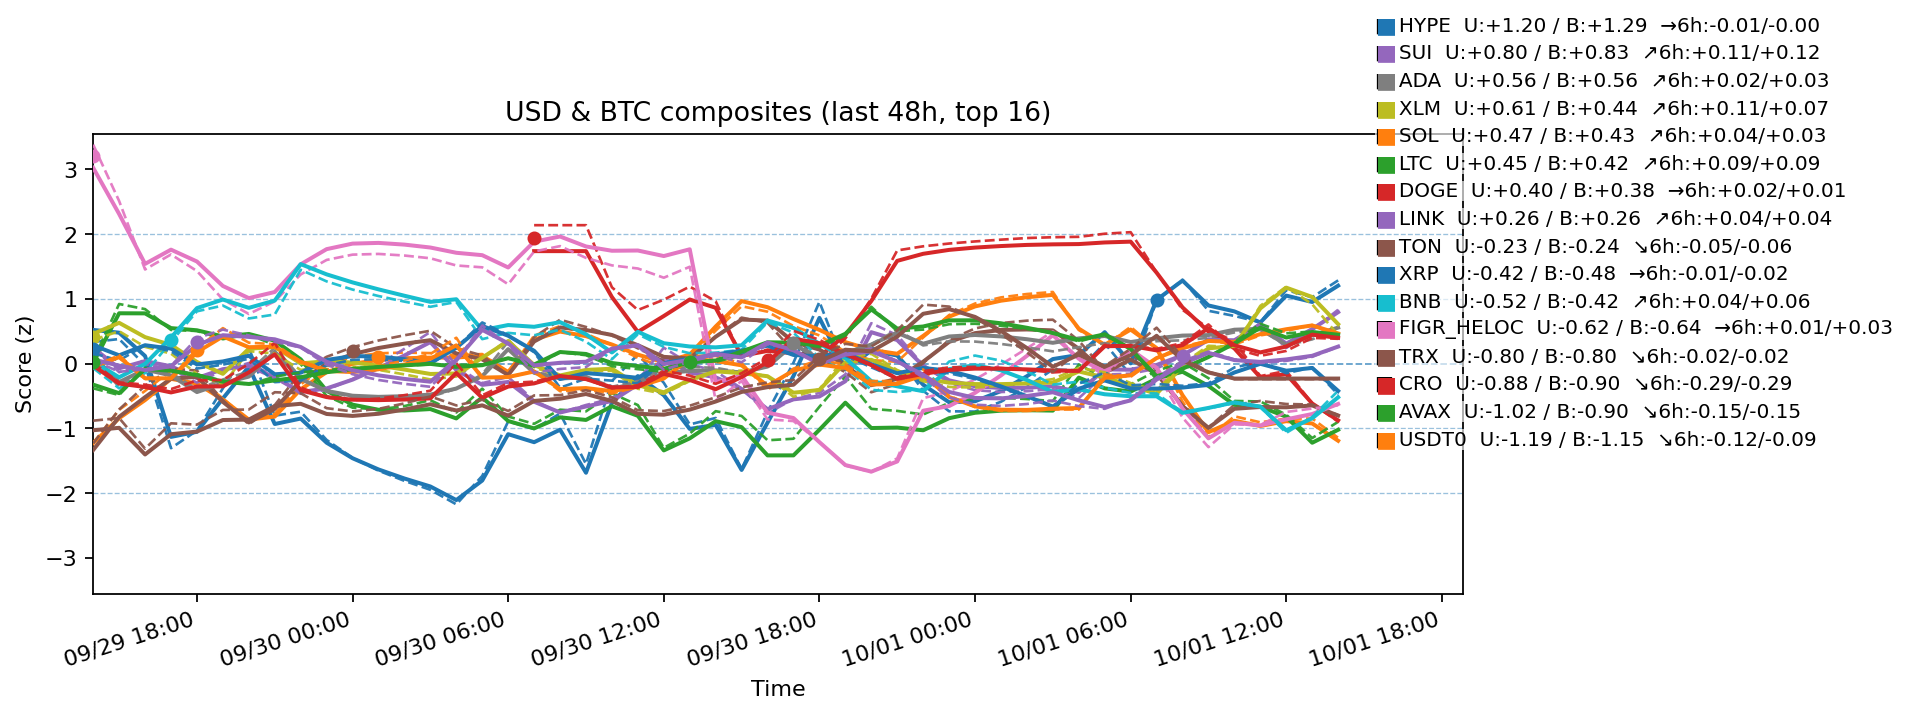 HYPE  U:+1.20 / B:+1.29  →6h:-0.01/-0.00
SUI  U:+0.80 / B:+0.83  ↗6h:+0.11/+0.12
ADA  U:+0.56 / B:+0.56  ↗6h:+0.02/+0.03
XLM  U:+0.61 / B:+0.44  ↗6h:+0.11/+0.07
SOL  U:+0.47 / B:+0.43  ↗6h:+0.04/+0.03
LTC  U:+0.45 / B:+0.42  ↗6h:+0.09/+0.09
DOGE  U:+0.40 / B:+0.38  →6h:+0.02/+0.01
LINK  U:+0.26 / B:+0.26  ↗6h:+0.04/+0.04
TON  U:-0.23 / B:-0.24  ↘6h:-0.05/-0.06
XRP  U:-0.42 / B:-0.48  →6h:-0.01/-0.02
BNB  U:-0.52 / B:-0.42  ↗6h:+0.04/+0.06
FIGR_HELOC  U:-0.62 / B:-0.64  →6h:+0.01/+0.03
TRX  U:-0.80 / B:-0.80  ↘6h:-0.02/-0.02
CRO  U:-0.88 / B:-0.90  ↘6h:-0.29/-0.29
AVAX  U:-1.02 / B:-0.90  ↘6h:-0.15/-0.15
USDT0  U:-1.19 / B:-1.15  ↘6h:-0.12/-0.09
USD & BTC composites (last 48h, top 16)
Score (z)
3
2
1
0
−1
−2
−3
09/29 18:00
09/30 00:00
09/30 06:00
09/30 12:00
09/30 18:00
10/01 00:00
10/01 06:00
10/01 12:00
10/01 18:00
Time